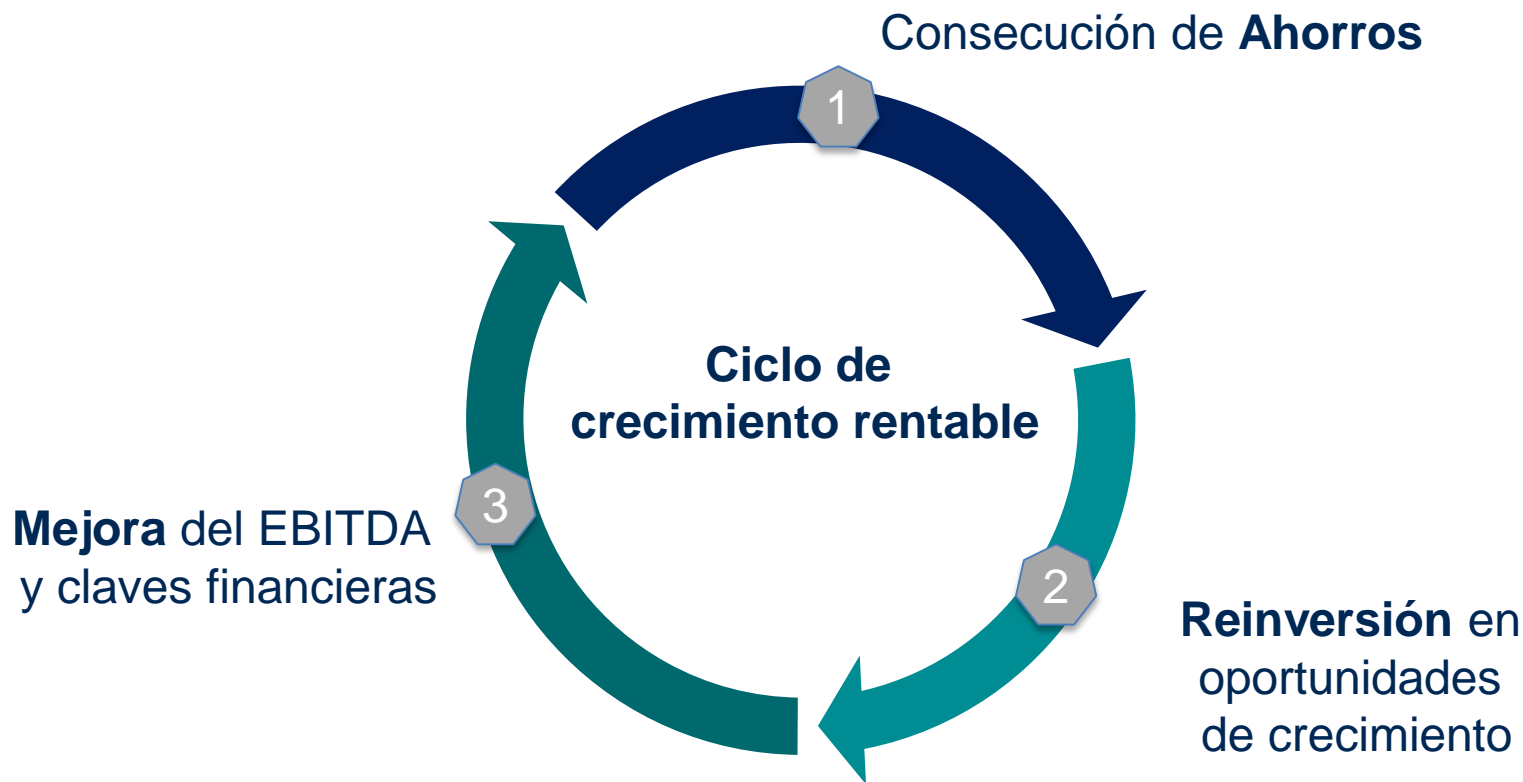 Consecución de Ahorros
1
Ciclo de
crecimiento rentable
3
Mejora del EBITDA
y claves financieras
2
Reinversión en
oportunidades
de crecimiento